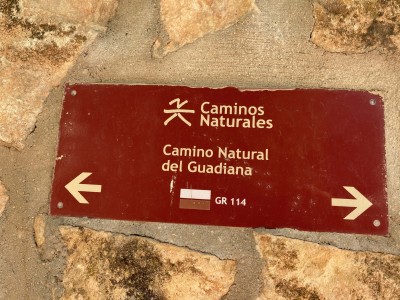 Caminos
Naturales
Camino Natural
del Guadiana
GR 114